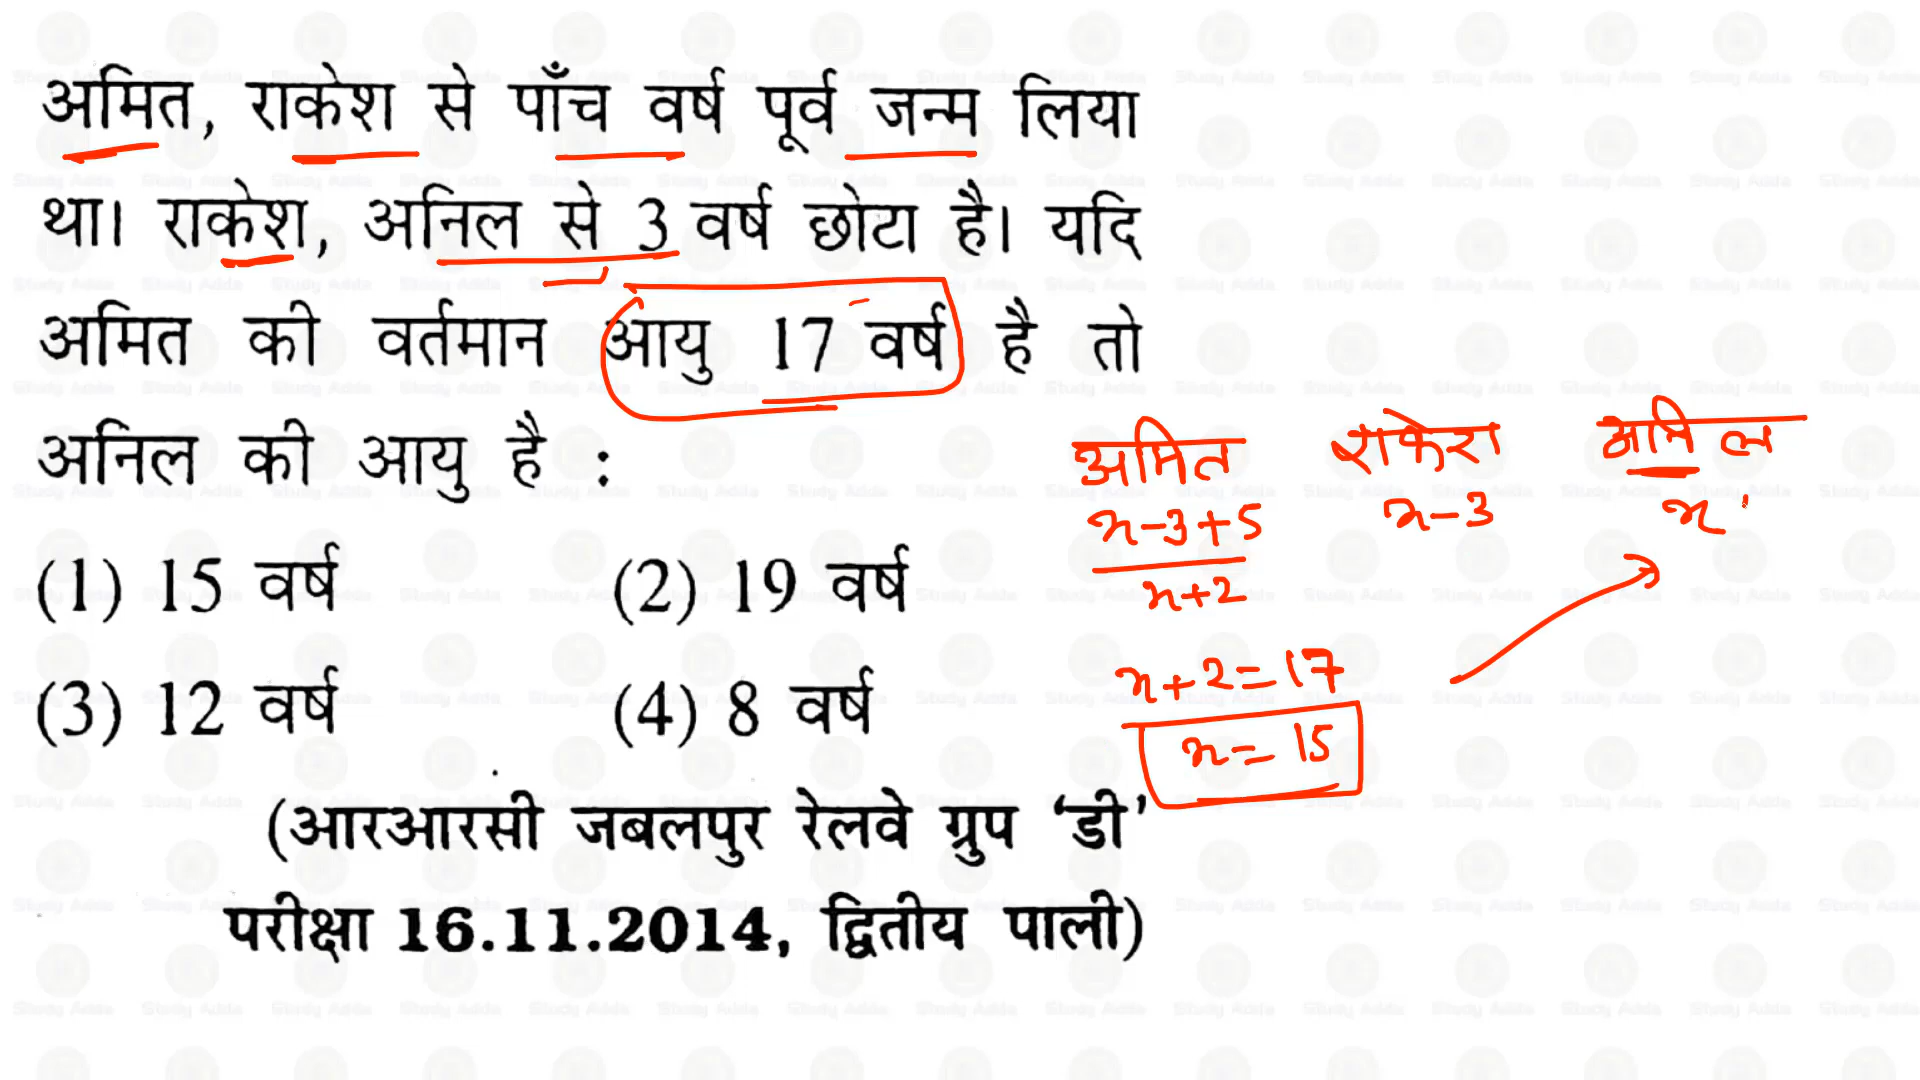 अमित, राकेश से पाँच वर्ष पूर्व जन्म लिया
था। राकेश, अनिल से 3 वर्ष छोटा है। यदि
अमित की वर्तमान आयु 17 वर्ष है तो
अनिल की आयु है :
(1) 15 वर्ष (2) 19 वर्ष
(3) 12 वर्ष (4) 8 वर्ष
(आरआरसी जबलपुर रेलवे ग्रुप ‘डी’
परीक्षा 16.11.2014, द्वितीय पाली)
अमित राकेश अनिल
x-3+5 x-3 x
x+2
x+2=17
x=15
Study Adda